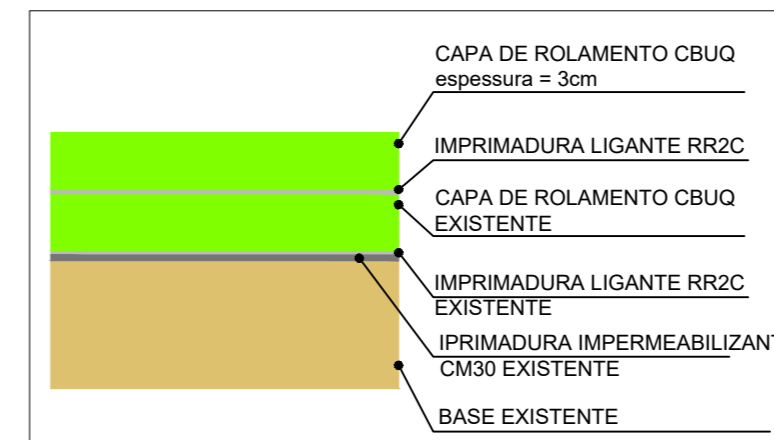 CAPA DE ROLAMENTO CBUQ
espessura = 3cm
IMPRIMADURA LIGANTE RR2C
CAPA DE ROLAMENTO CBUQ
EXISTENTE
IMPRIMADURA LIGANTE RR2C
EXISTENTE
IPRIMADURA IMPERMEABILIZANT
CM30 EXISTENTE
BASE EXISTENTE